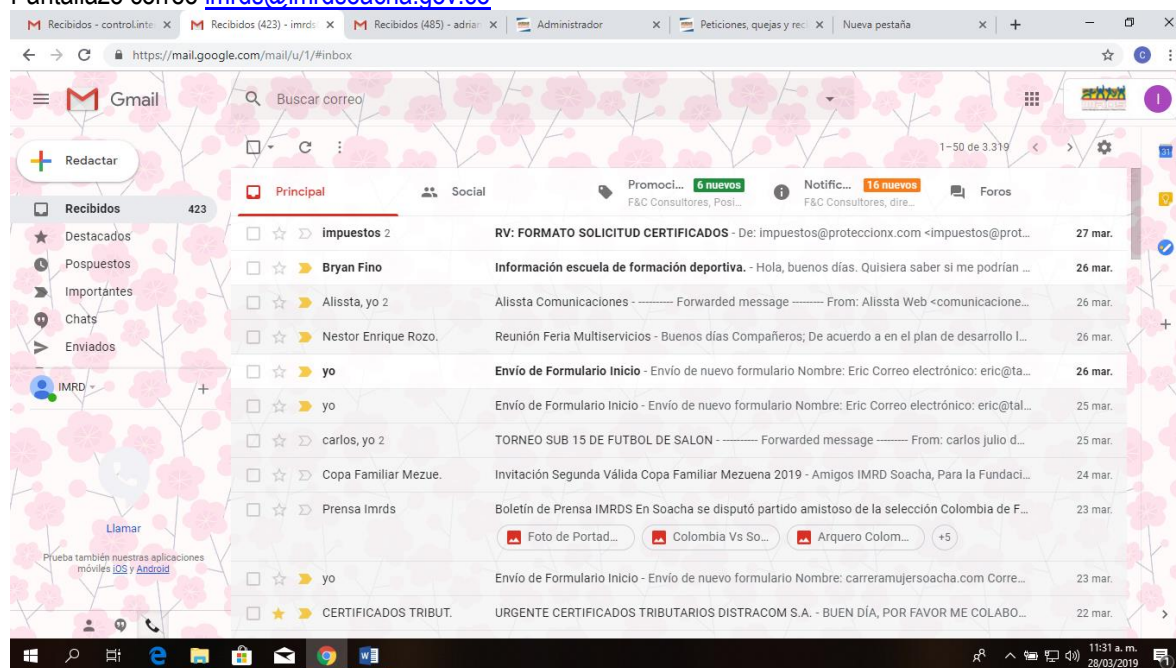 Pantallazo correo imrds@imrdsoacha.gov.co
Recibidos - control.inte
Recibidos (423) - imrds
Recibidos (485) - adrian
Administrador
Peticiones, quejas y rec
Nueva pestaña
https://mail.google.com/mail/u/1/#inbox
Gmail
Buscar correo
Redactar
1–50 de 3.319
Principal
Social
Promoci... 6 nuevos
F&C Consultores, Posi...
Notific... 16 nuevos
F&C Consultores, dire...
Foros
Recibidos 423
Destacados
Pospuestos
Importantes
Chats
Enviados
IMRD
Llamar
Prueba también nuestras aplicaciones
móviles iOS y Android
impuestos 2 RV: FORMATO SOLICITUD CERTIFICADOS - De: impuestos@proteccionx.com <impuestos@prot... 27 mar.
Bryan Fino Información escuela de formación deportiva. - Hola, buenos días. Quisiera saber si me podrían ... 26 mar.
Alissta, yo 2 Alissta Comunicaciones - ---------- Forwarded message --------- From: Alissta Web <comunicacione... 26 mar.
Nestor Enrique Rozo. Reunión Feria Multiservicios - Buenos días Compañeros; De acuerdo a en el plan de desarrollo l... 26 mar.
yo Envío de Formulario Inicio - Envío de nuevo formulario Nombre: Eric Correo electrónico: eric@ta... 26 mar.
yo Envío de Formulario Inicio - Envío de nuevo formulario Nombre: Eric Correo electrónico: eric@tal... 25 mar.
carlos, yo 2 TORNEO SUB 15 DE FUTBOL DE SALON - ---------- Forwarded message --------- From: carlos julio d... 25 mar.
Copa Familiar Mezue. Invitación Segunda Válida Copa Familiar Mezuena 2019 - Amigos IMRD Soacha, Para la Fundaci... 24 mar.
Prensa Imrds Boletín de Prensa IMRDS En Soacha se disputó partido amistoso de la selección Colombia de F... 23 mar.
Foto de Portad... Colombia Vs So... Arquero Colom... +5
yo Envío de Formulario Inicio - Envío de nuevo formulario Nombre: carreramujersoacha.com Corre... 23 mar.
CERTIFICADOS TRIBUT. URGENTE CERTIFICADOS TRIBUTARIOS DISTRACOM S.A. - BUEN DÍA, POR FAVOR ME COLABO... 22 mar.
11:31 a. m.
28/03/2019